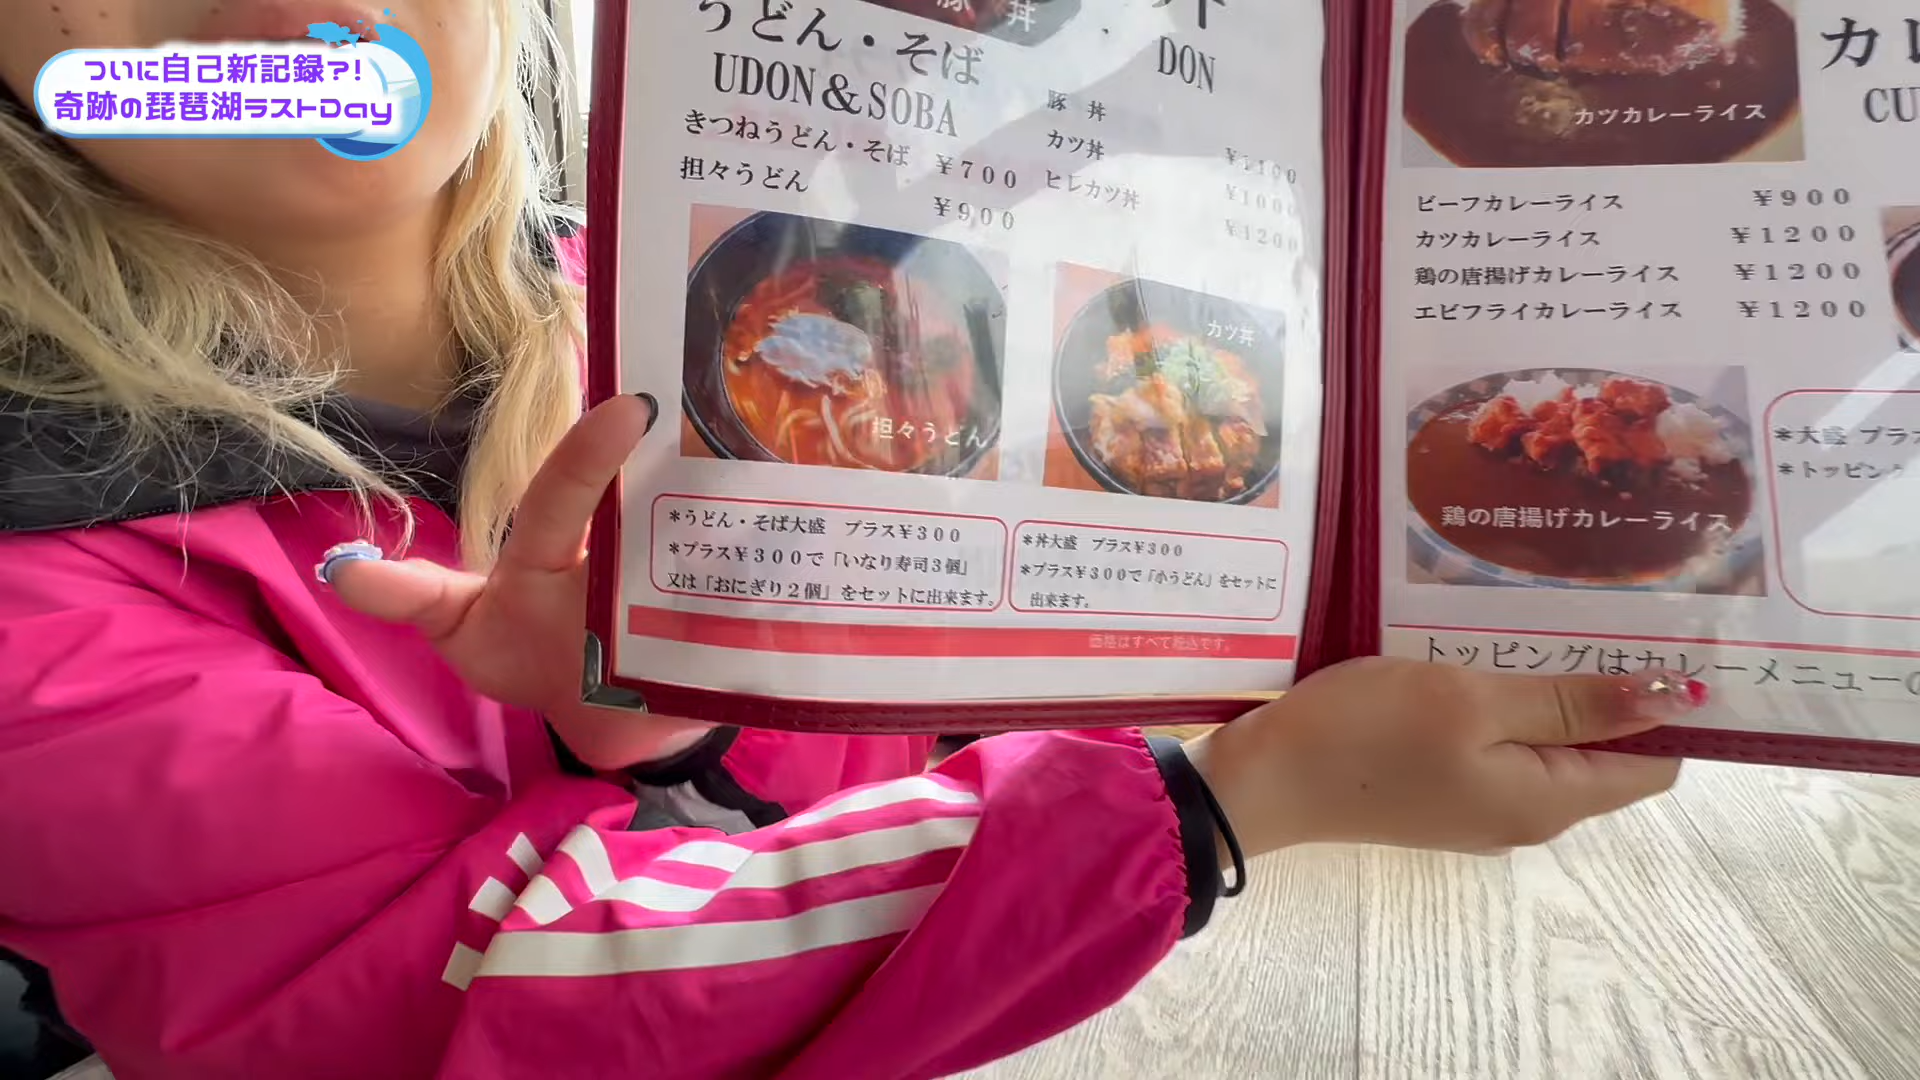 ついに自己新記録?!
奇跡の琵琶湖ラストDay
豚丼
うどん・そば
UDON&SOBA
きつねうどん・そば ¥700
担々うどん ¥900
担々うどん
*うどん・そば大盛 プラス¥300
*プラス¥300で「いなり寿司3個」
又は「おにぎり2個」をセットに出来ます。
丼
DON
豚丼 ¥1100
カツ丼 ¥1000
ヒレカツ丼 ¥1200
カツ丼
*丼大盛 プラス¥300
*プラス¥300で「小うどん」をセットに
出来ます。
価格はすべて税込です。
カツカレーライス
カレ
CU
ビーフカレーライス ¥900
カツカレーライス ¥1200
鶏の唐揚げカレーライス ¥1200
エビフライカレーライス ¥1200
鶏の唐揚げカレーライス
*大盛 プラス
*トッピン
トッピングはカレーメニューの